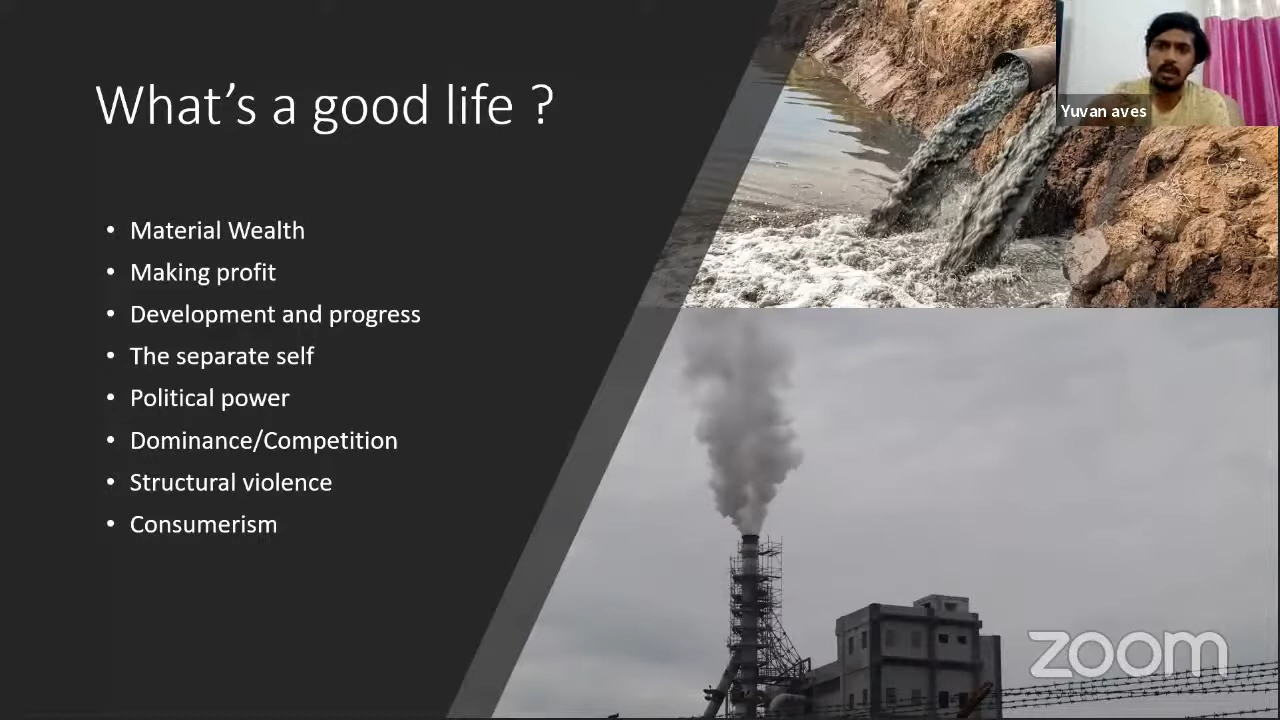 What's a good life ?
• Material Wealth
• Making profit
• Development and progress
• The separate self
• Political power
• Dominance/Competition
• Structural violence
• Consumerism
Yuvan aves
zoom